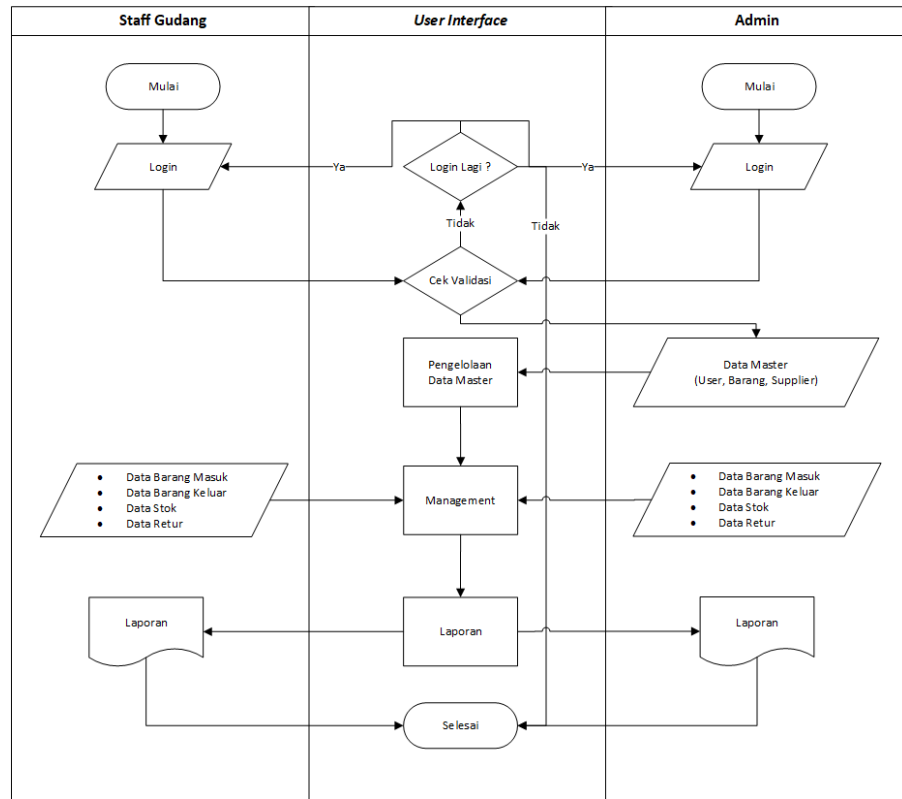 Staff Gudang
User Interface
Admin
Mulai
Mulai
Login
Ya
Login Lagi ?
Ya
Login
Tidak
Tidak
Cek Validasi
Pengelolaan
Data Master
Data Master
(User, Barang, Supplier)
• Data Barang Masuk
• Data Barang Keluar
• Data Stok
• Data Retur
Management
• Data Barang Masuk
• Data Barang Keluar
• Data Stok
• Data Retur
Laporan
Laporan
Laporan
Selesai